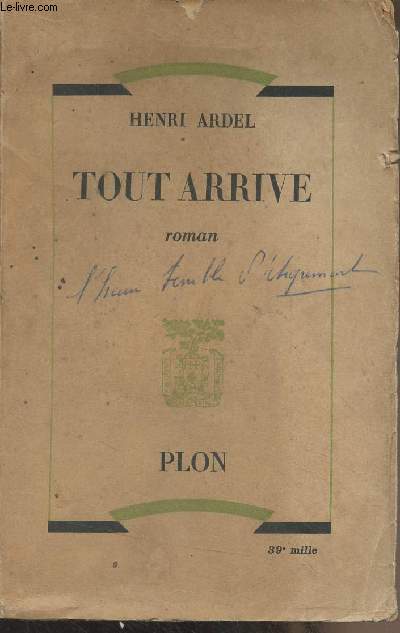 Le-livre.com
HENRI ARDEL
TOUT ARRIVE
roman
PLON
39e mille